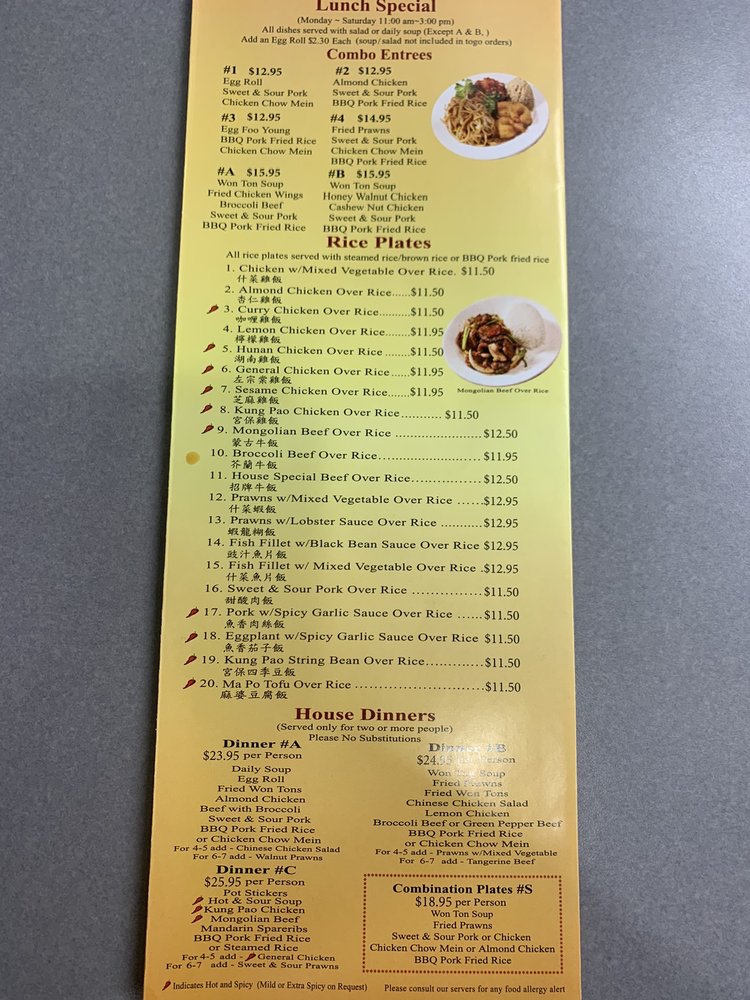 Lunch Special
(Monday ~ Saturday 11:00 am~3:00 pm)
All dishes served with salad or daily soup (Except A & B, )
Add an Egg Roll $2.30 Each (soup/salad not included in togo orders)
Combo Entrees
#1 $12.95
Egg Roll
Sweet & Sour Pork
Chicken Chow Mein
#2 $12.95
Almond Chicken
Sweet & Sour Pork
BBQ Pork Fried Rice
#3 $12.95
Egg Foo Young
BBQ Pork Fried Rice
Chicken Chow Mein
#4 $14.95
Fried Prawns
Sweet & Sour Pork
Chicken Chow Mein
BBQ Pork Fried Rice
#A $15.95
Won Ton Soup
Fried Chicken Wings
Broccoli Beef
Sweet & Sour Pork
BBQ Pork Fried Rice
#B $15.95
Won Ton Soup
Honey Walnut Chicken
Cashew Nut Chicken
Sweet & Sour Pork
BBQ Pork Fried Rice
Rice Plates
All rice plates served with steamed rice/brown rice or BBQ Pork fried rice
1. Chicken w/Mixed Vegetable Over Rice. $11.50
什菜雞飯
2. Almond Chicken Over Rice......$11.50
杏仁雞飯
3. Curry Chicken Over Rice..........$11.50
咖喱雞飯
4. Lemon Chicken Over Rice.......$11.95
檸檬雞飯
5. Hunan Chicken Over Rice ........$11.50
湖南雞飯
6. General Chicken Over Rice ......$11.95
左宗棠雞飯
7. Sesame Chicken Over Rice.......$11.95
芝麻雞飯
8. Kung Pao Chicken Over Rice........... $11.50
宮保雞飯
9. Mongolian Beef Over Rice ........................$12.50
蒙古牛飯
10. Broccoli Beef Over Rice.........................$11.95
芥蘭牛飯
11. House Special Beef Over Rice.................$12.50
招牌牛飯
12. Prawns w/Mixed Vegetable Over Rice ......$12.95
什菜蝦飯
13. Prawns w/Lobster Sauce Over Rice ...........$12.95
蝦龍糊飯
14. Fish Fillet w/Black Bean Sauce Over Rice $12.95
豉汁魚片飯
15. Fish Fillet w/ Mixed Vegetable Over Rice .$12.95
什菜魚片飯
16. Sweet & Sour Pork Over Rice ................$11.50
甜酸肉飯
17. Pork w/Spicy Garlic Sauce Over Rice ......$11.50
魚香肉絲飯
18. Eggplant w/Spicy Garlic Sauce Over Rice $11.50
魚香茄子飯
19. Kung Pao String Bean Over Rice.............$11.50
宮保四季豆飯
20. Ma Po Tofu Over Rice ............................$11.50
麻婆豆腐飯
Mongolian Beef Over Rice
House Dinners
(Served only for two or more people)
Please No Substitutions
Dinner #A
$23.95 per Person
Daily Soup
Egg Roll
Fried Won Tons
Almond Chicken
Beef with Broccoli
Sweet & Sour Pork
BBQ Pork Fried Rice
or Chicken Chow Mein
For 4-5 add - Chinese Chicken Salad
For 6-7 add - Walnut Prawns
Dinner #B
$24.95 per Person
Won Ton Soup
Fried Prawns
Fried Won Tons
Chinese Chicken Salad
Lemon Chicken
Broccoli Beef or Green Pepper Beef
BBQ Pork Fried Rice
or Chicken Chow Mein
For 4-5 add - Prawns w/Mixed Vegetable
For 6-7 add - Tangerine Beef
Dinner #C
$25.95 per Person
Pot Stickers
Hot & Sour Soup
Kung Pao Chicken
Mongolian Beef
Mandarin Spareribs
BBQ Pork Fried Rice
or Steamed Rice
For 4-5 add - General Chicken
For 6-7 add - Sweet & Sour Prawns
Combination Plates #S
$18.95 per Person
Won Ton Soup
Fried Prawns
Sweet & Sour Pork or Chicken
Chicken Chow Mein or Almond Chicken
BBQ Pork Fried Rice
Indicates Hot and Spicy (Mild or Extra Spicy on Request)
Please consult our servers for any food allergy alert